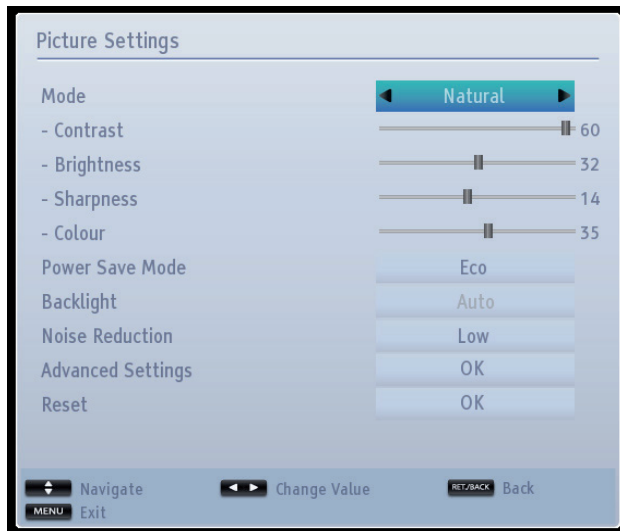 Picture Settings
Mode Natural
- Contrast 60
- Brightness 32
- Sharpness 14
- Colour 35
Power Save Mode Eco
Backlight Auto
Noise Reduction Low
Advanced Settings OK
Reset OK
Navigate Change Value RET./BACK Back
MENU Exit